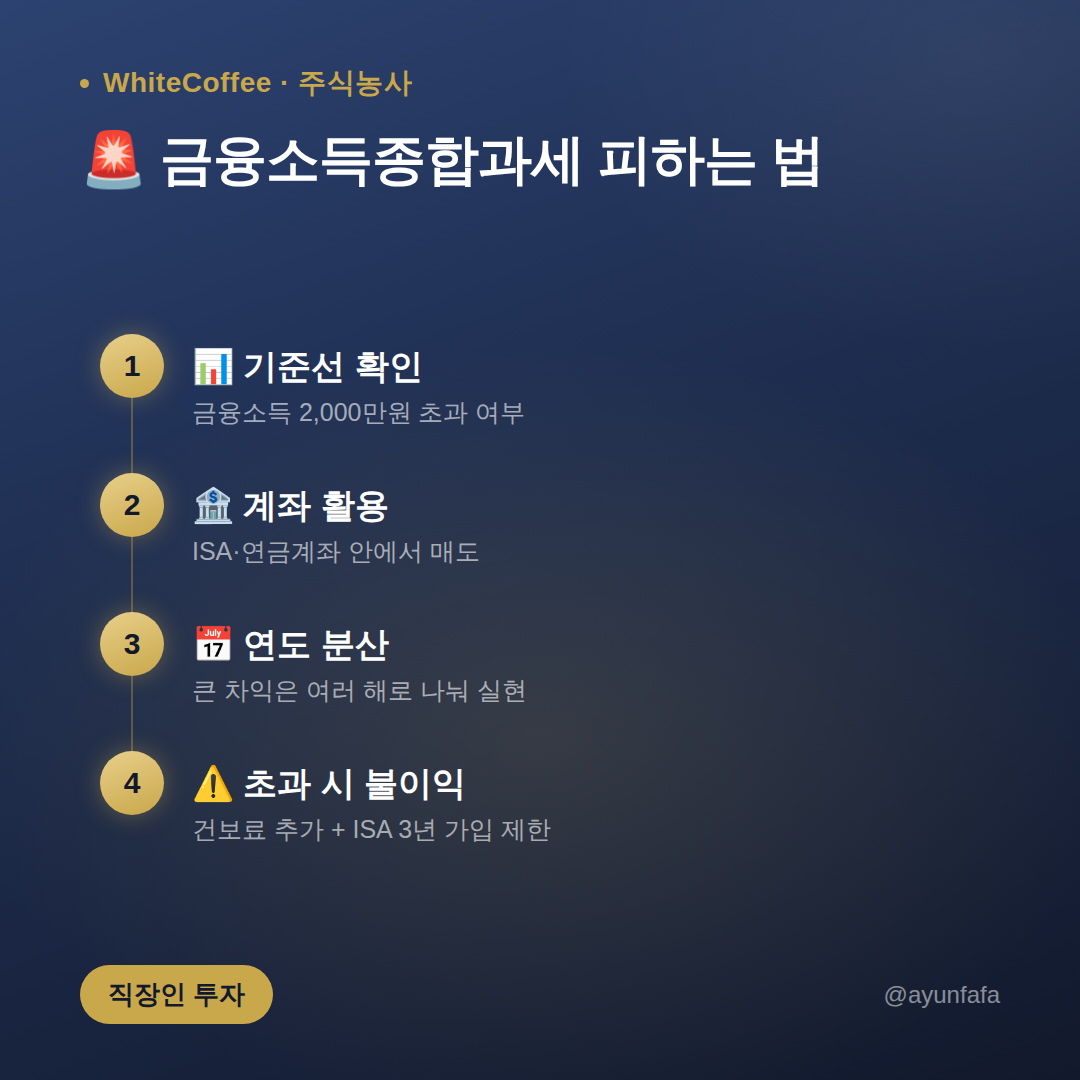 WhiteCoffee · 주식농사
🚨 금융소득종합과세 피하는 법
1
📊 기준선 확인
금융소득 2,000만원 초과 여부
2
🏦 계좌 활용
ISA·연금계좌 안에서 매도
3
📅 연도 분산
큰 차익은 여러 해로 나눠 실현
4
⚠️ 초과 시 불이익
건보료 추가 + ISA 3년 가입 제한
직장인 투자
@ayunfafa